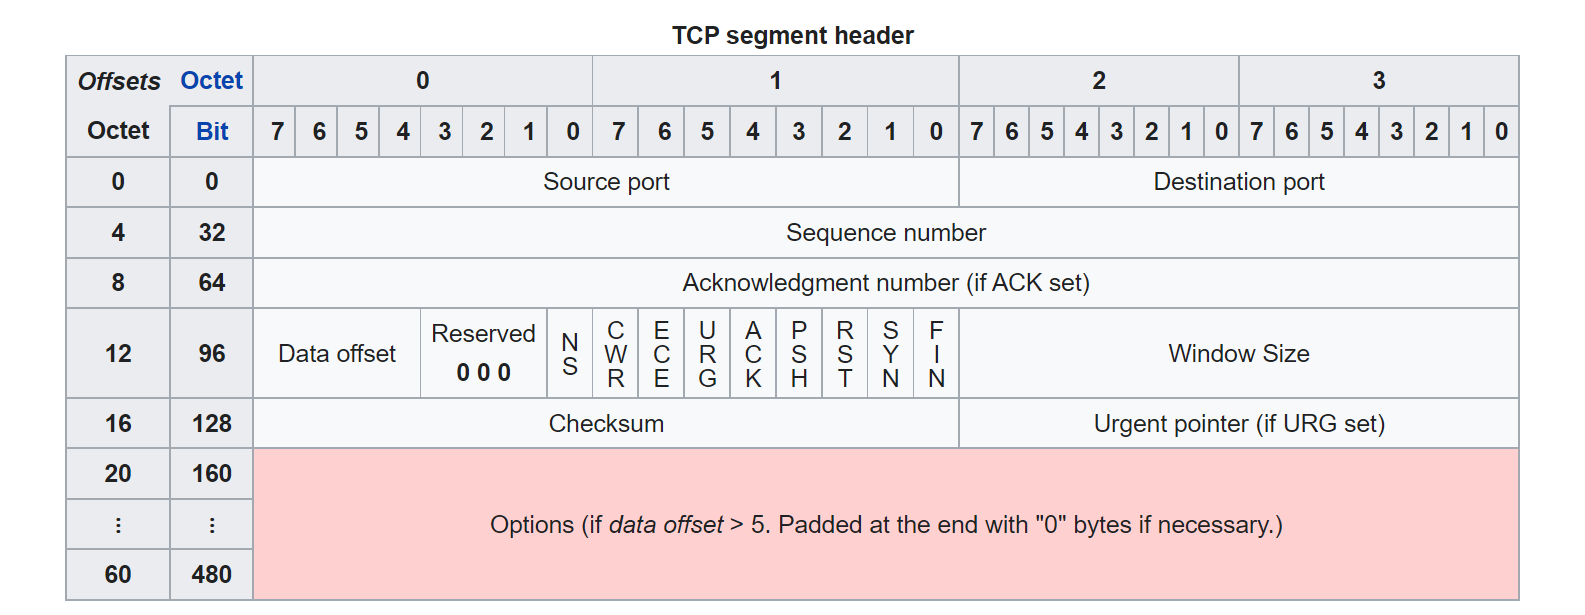 TCP segment header
Offsets Octet 0 1 2 3
Octet Bit 7 6 5 4 3 2 1 0 7 6 5 4 3 2 1 0 7 6 5 4 3 2 1 0 7 6 5 4 3 2 1 0
0 0 Source port Destination port
4 32 Sequence number
8 64 Acknowledgment number (if ACK set)
12 96 Data offset Reserved 0 0 0 NS CWR ECE URG ACK PSH RST SYN FIN Window Size
16 128 Checksum Urgent pointer (if URG set)
20 160
⋮ ⋮ Options (if data offset > 5. Padded at the end with "0" bytes if necessary.)
60 480